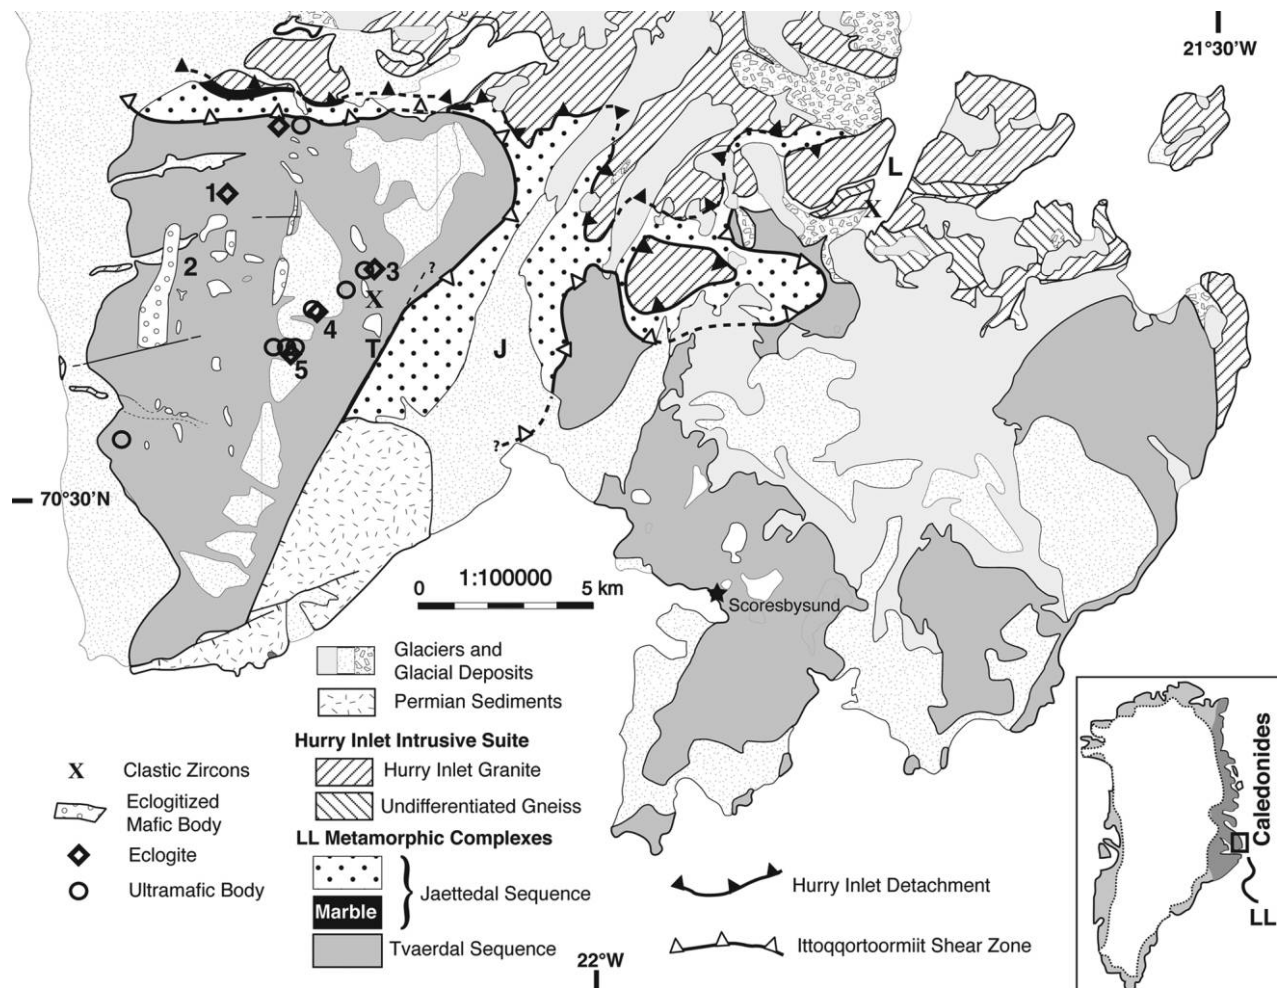 21°30'W
L
1
X
2
3
?
X
4
T
J
5
?
70°30'N
1:100000
0
5 km
Scoresbysund
Glaciers and
Glacial Deposits
Permian Sediments
Hurry Inlet Intrusive Suite
X Clastic Zircons
Hurry Inlet Granite
Eclogitized
Mafic Body
Undifferentiated Gneiss
LL Metamorphic Complexes
Eclogite
Ultramafic Body
Jaettedal Sequence
Marble
Tvaerdal Sequence
Hurry Inlet Detachment
Ittoqqortoormiit Shear Zone
22°W
Caledonides
LL